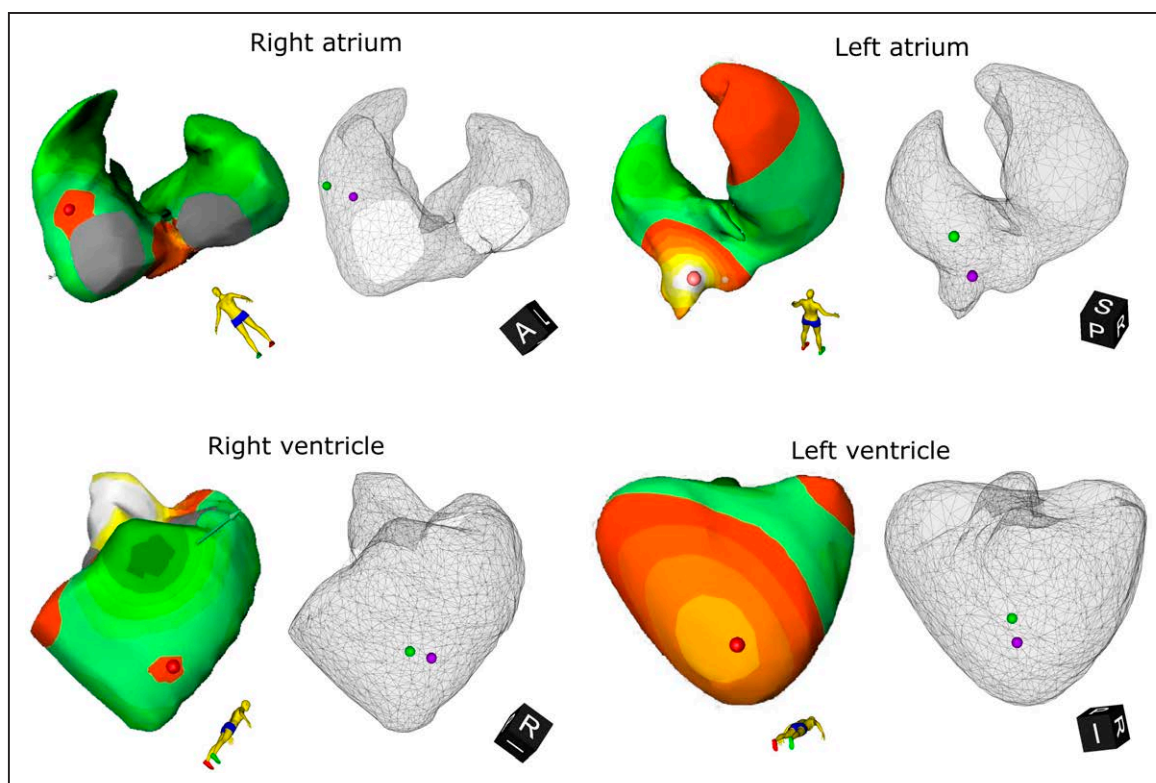 Right atrium
Left atrium
A L
S
P R
Right ventricle
Left ventricle
R
I
I R